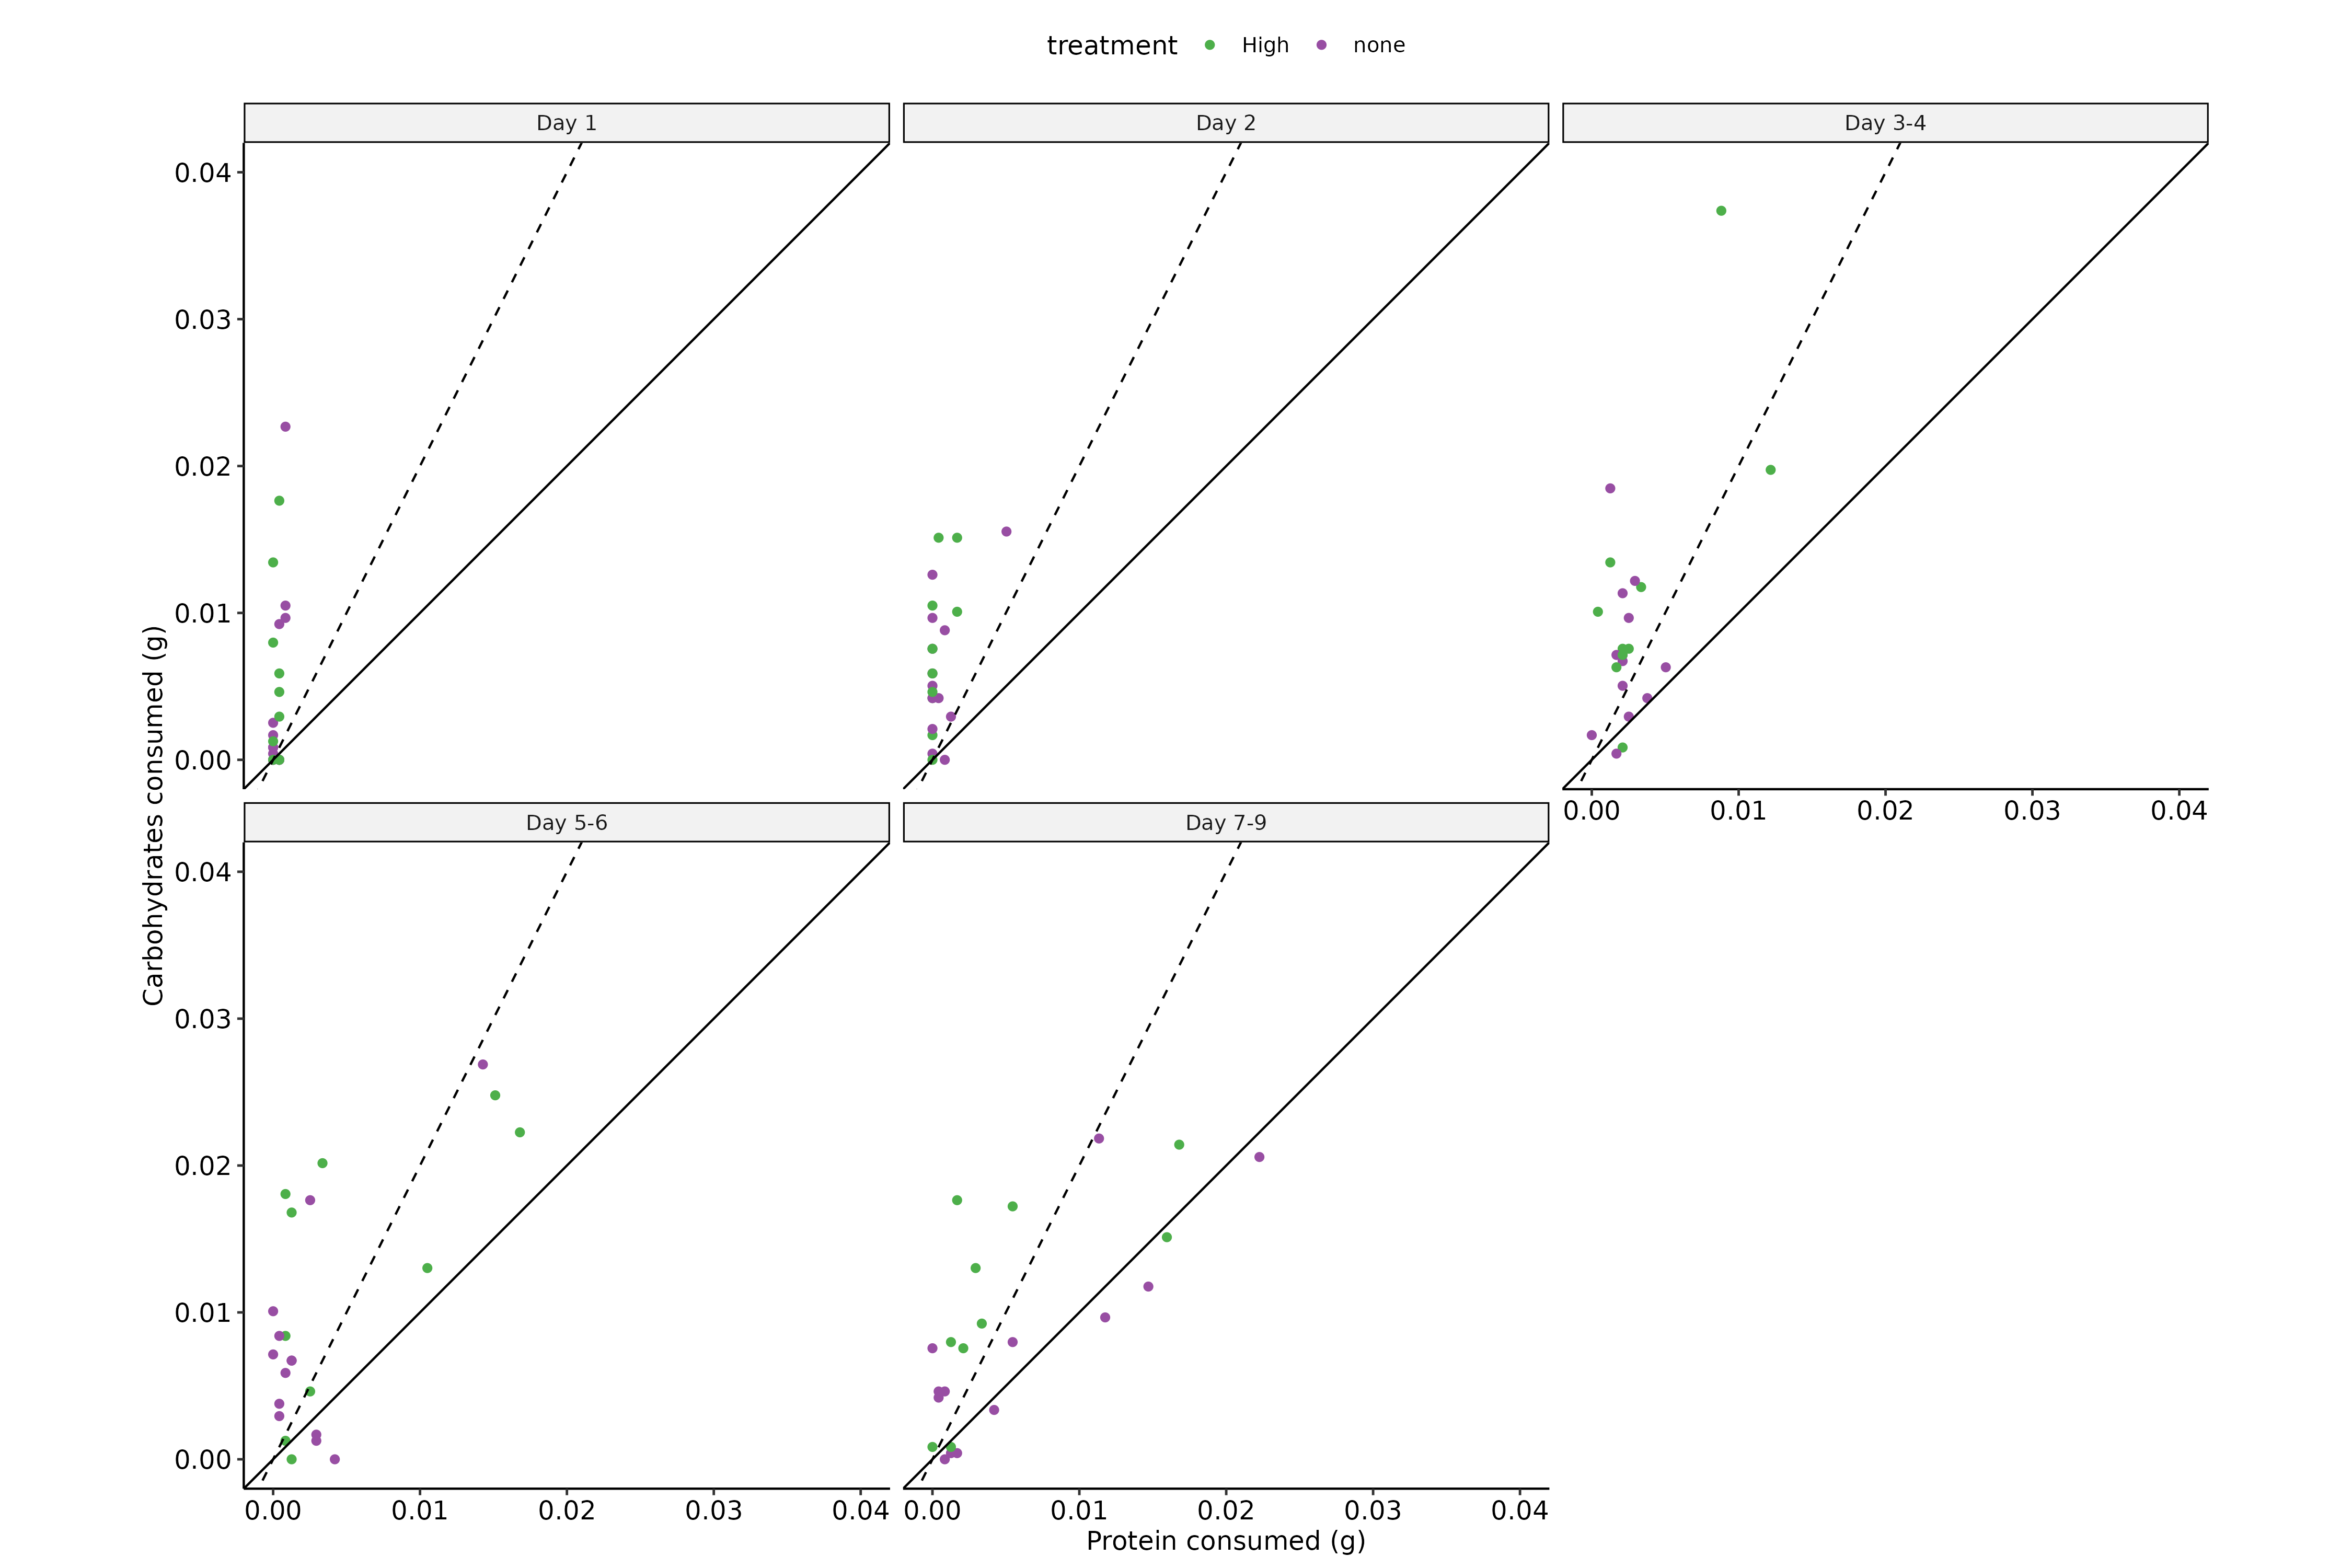 treatment High none
Day 1 Day 2 Day 3-4
0.04
0.03
0.02
0.01
0.00
0.00 0.01 0.02 0.03 0.04
Carbohydrates consumed (g)
Day 5-6 Day 7-9
0.04
0.03
0.02
0.01
0.00
0.00 0.01 0.02 0.03 0.04 0.00 0.01 0.02 0.03 0.04
Protein consumed (g)